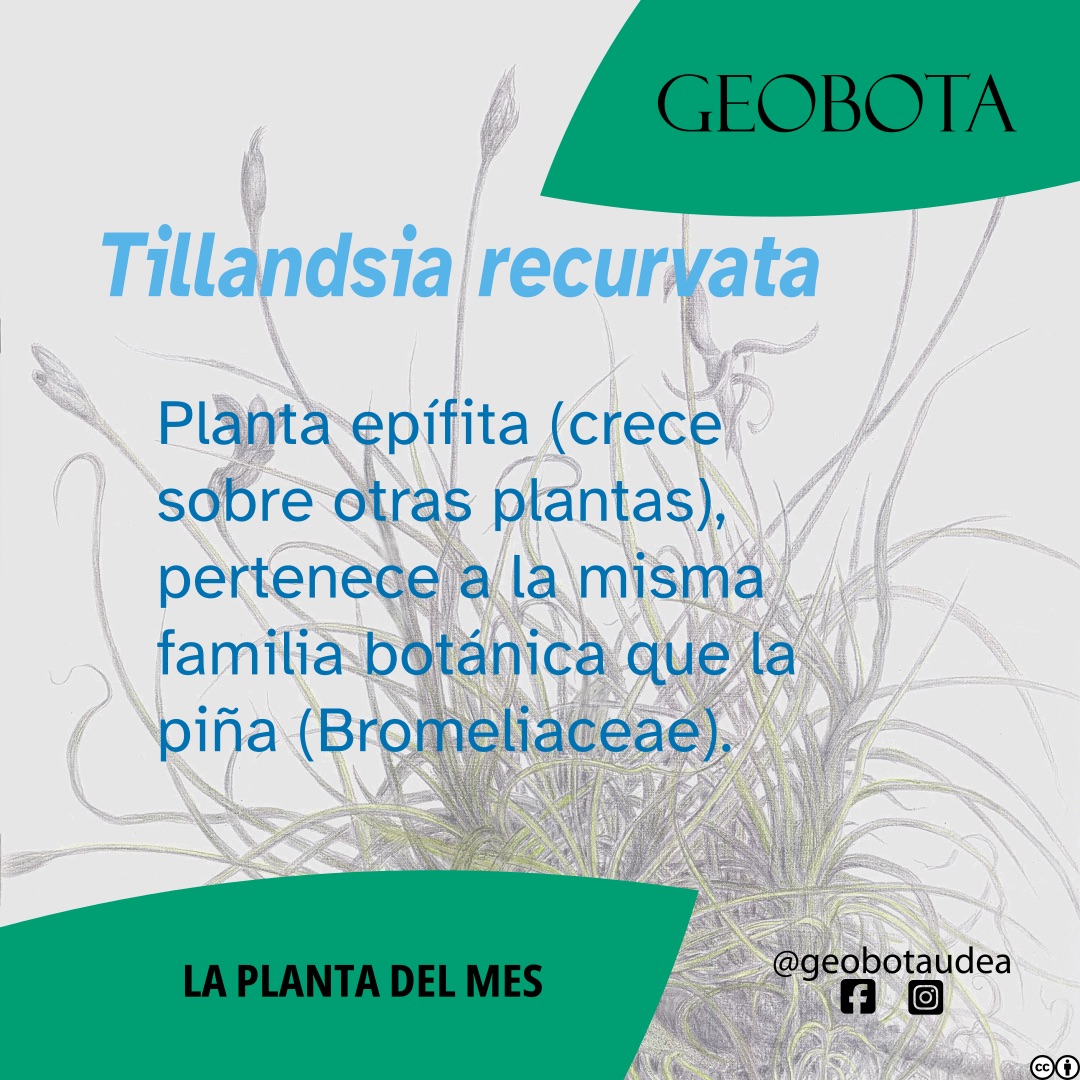 GEOBOTA
Tillandsia recurvata
Planta epífita (crece
sobre otras plantas),
pertenece a la misma
familia botánica que la
piña (Bromeliaceae).
LA PLANTA DEL MES
@geobotaudea
cc